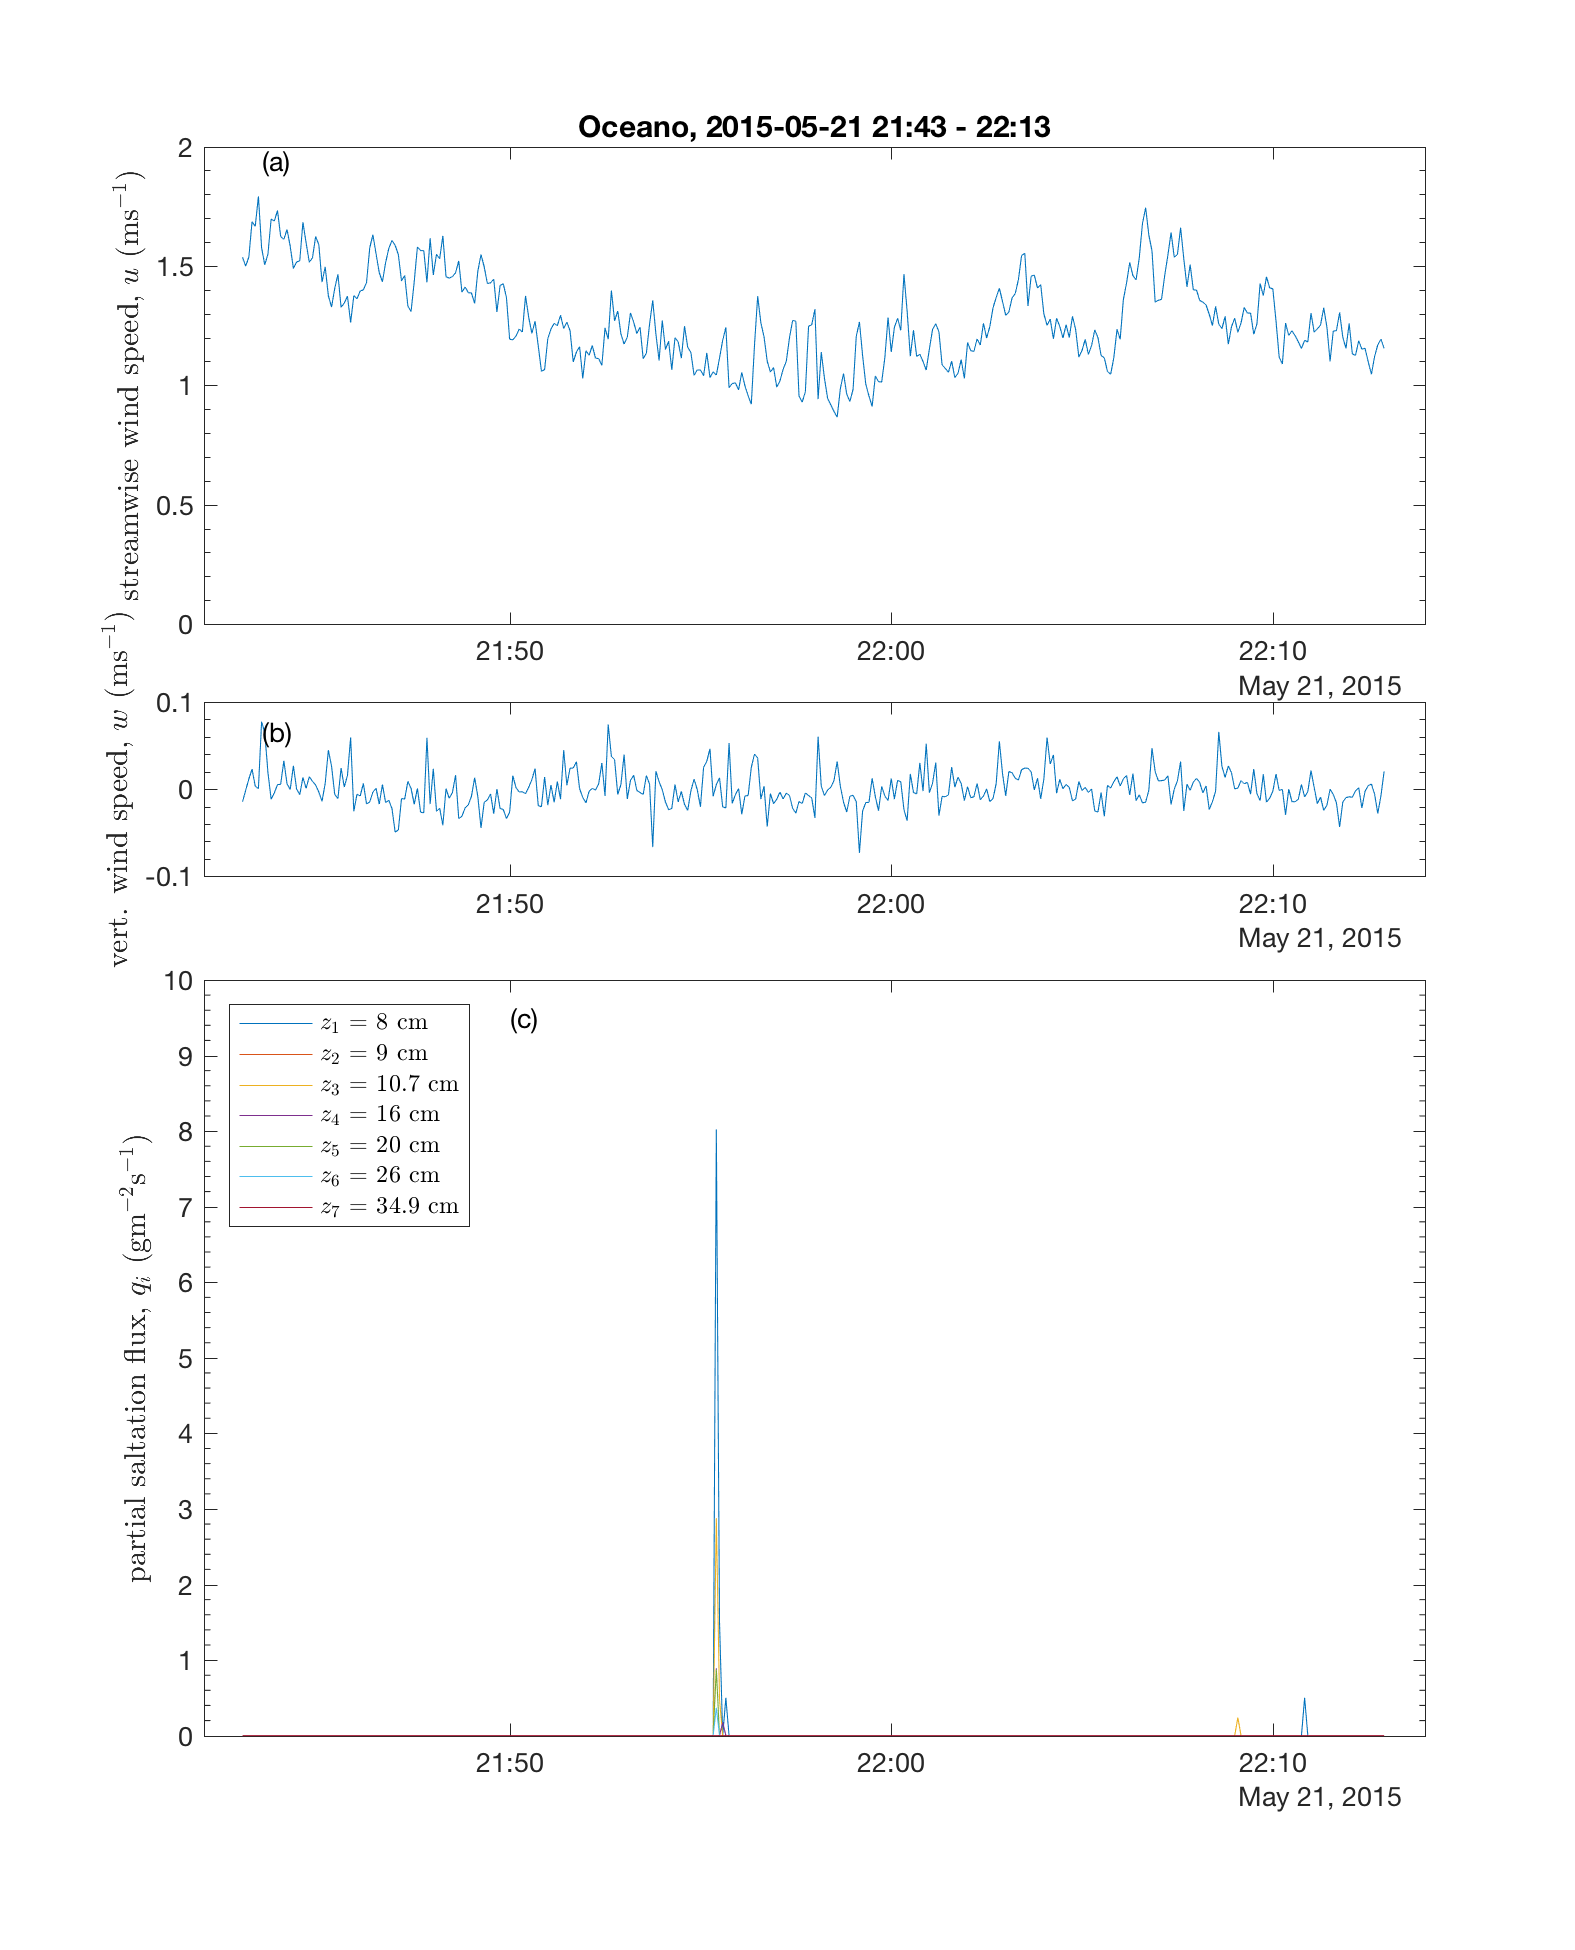 Oceano, 2015-05-21 21:43 - 22:13
(a)
streamwise wind speed, u (ms⁻¹)
2
1.5
1
0.5
0
21:50 22:00 22:10
May 21, 2015
(b)
vert. wind speed, w (ms⁻¹)
0.1
0
-0.1
21:50 22:00 22:10
May 21, 2015
(c)
partial saltation flux, qᵢ (gm⁻²s⁻¹)
10
9
8
7
6
5
4
3
2
1
0
z₁ = 8 cm
z₂ = 9 cm
z₃ = 10.7 cm
z₄ = 16 cm
z₅ = 20 cm
z₆ = 26 cm
z₇ = 34.9 cm
21:50 22:00 22:10
May 21, 2015